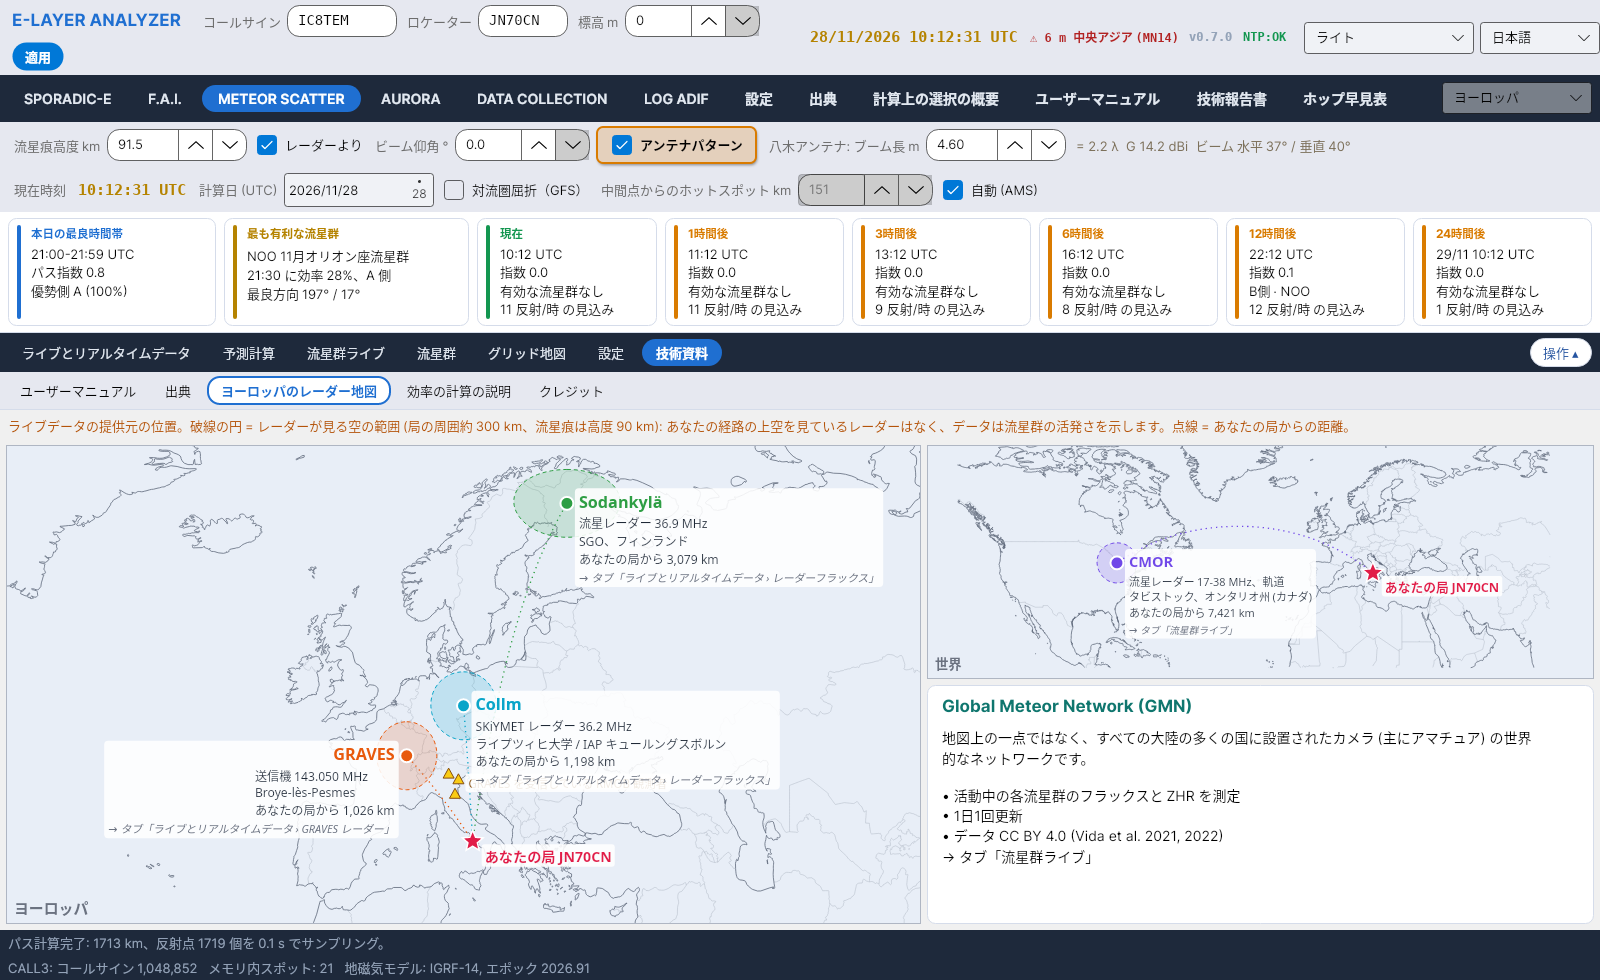 E-LAYER ANALYZER コールサイン IC8TEM ロケーター JN70CN 標高 m 0
適用
28/11/2026 10:12:31 UTC ⚠ 6 m 中央アジア (MN14) v0.7.0 NTP:OK ライト 日本語
SPORADIC-E F.A.I. METEOR SCATTER AURORA DATA COLLECTION LOG ADIF 設定 出典 計算上の選択の概要 ユーザーマニュアル 技術報告書 ホップ早見表 ヨーロッパ
流星痕高度 km 91.5 レーダーより ビーム仰角 ° 0.0 アンテナパターン 八木アンテナ: ブーム長 m 4.60 = 2.2 λ G 14.2 dBi ビーム 水平 37° / 垂直 40°
現在時刻 10:12:31 UTC 計算日 (UTC) 2026/11/28 28 対流圏屈折（GFS） 中間点からのホットスポット km 151 自動 (AMS)
本日の最良時間帯
21:00-21:59 UTC
パス指数 0.8
優勢側 A (100%)
最も有利な流星群
NOO 11月オリオン座流星群
21:30 に効率 28%、A 側
最良方向 197° / 17°
現在
10:12 UTC
指数 0.0
有効な流星群なし
11 反射/時 の見込み
1時間後
11:12 UTC
指数 0.0
有効な流星群なし
11 反射/時 の見込み
3時間後
13:12 UTC
指数 0.0
有効な流星群なし
9 反射/時 の見込み
6時間後
16:12 UTC
指数 0.0
有効な流星群なし
8 反射/時 の見込み
12時間後
22:12 UTC
指数 0.1
B側 · NOO
12 反射/時 の見込み
24時間後
29/11 10:12 UTC
指数 0.0
有効な流星群なし
1 反射/時 の見込み
ライブとリアルタイムデータ 予測計算 流星群ライブ 流星群 グリッド地図 設定 技術資料 操作 ▴
ユーザーマニュアル 出典 ヨーロッパのレーダー地図 効率の計算の説明 クレジット
ライブデータの提供元の位置。破線の円 = レーダーが見る空の範囲 (局の周囲約 300 km、流星痕は高度 90 km): あなたの経路の上空を見ているレーダーはなく、データは流星群の活発さを示します。点線 = あなたの局からの距離。
Sodankylä
流星レーダー 36.9 MHz
SGO、フィンランド
あなたの局から 3,079 km
→ タブ「ライブとリアルタイムデータ › レーダーフラックス」
Collm
SKiYMET レーダー 36.2 MHz
ライプツィヒ大学 / IAP キュールングスボルン
あなたの局から 1,198 km
→ タブ「ライブとリアルタイムデータ › レーダーフラックス」
GRAVES
送信機 143.050 MHz
Broye-lès-Pesmes
あなたの局から 1,026 km
→ タブ「ライブとリアルタイムデータ › GRAVES レーダー」
あなたの局 JN70CN
ヨーロッパ
CMOR
流星レーダー 17-38 MHz、軌道
タビストック、オンタリオ州 (カナダ)
あなたの局から 7,421 km
→ タブ「流星群ライブ」
あなたの局 JN70CN
世界
Global Meteor Network (GMN)
地図上の一点ではなく、すべての大陸の多くの国に設置されたカメラ (主にアマチュア) の世界
的なネットワークです。
• 活動中の各流星群のフラックスと ZHR を測定
• 1日1回更新
• データ CC BY 4.0 (Vida et al. 2021, 2022)
→ タブ「流星群ライブ」
パス計算完了: 1713 km、反射点 1719 個を 0.1 s でサンプリング。
CALL3: コールサイン 1,048,852 メモリ内スポット: 21 地磁気モデル: IGRF-14, エポック 2026.91